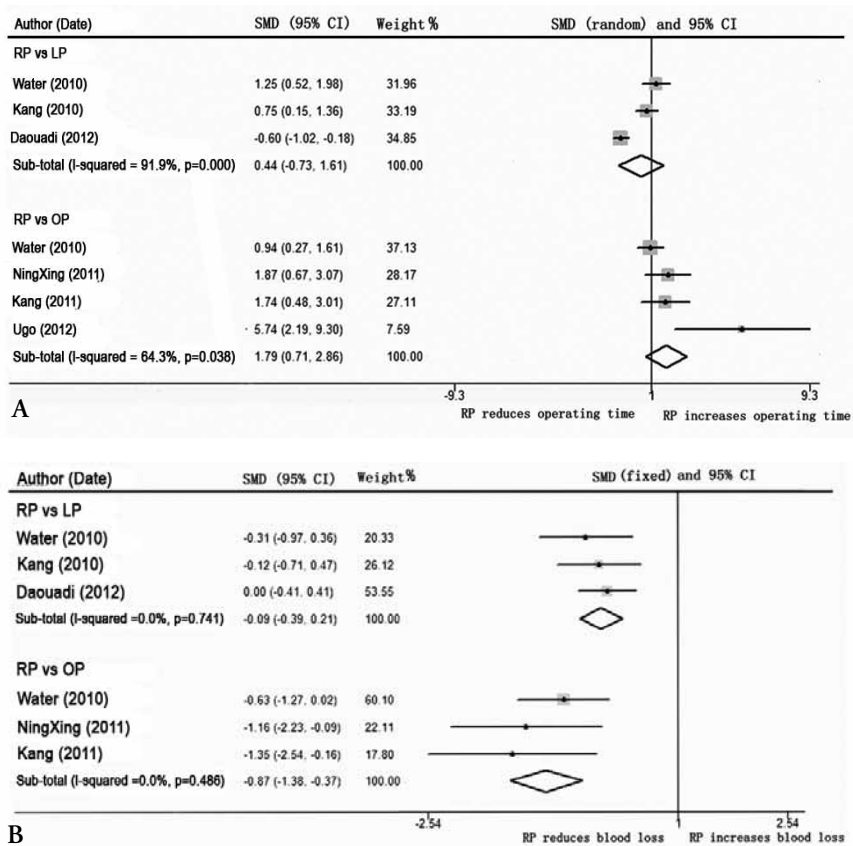 Author (Date) SMD (95% CI) Weight% SMD (random) and 95% CI
RP vs LP
Water (2010) 1.25 (0.52, 1.98) 31.96
Kang (2010) 0.75 (0.15, 1.36) 33.19
Daouadi (2012) -0.60 (-1.02, -0.18) 34.85
Sub-total (I-squared = 91.9%, p=0.000) 0.44 (-0.73, 1.61) 100.00
RP vs OP
Water (2010) 0.94 (0.27, 1.61) 37.13
NingXing (2011) 1.87 (0.67, 3.07) 28.17
Kang (2011) 1.74 (0.48, 3.01) 27.11
Ugo (2012) 5.74 (2.19, 9.30) 7.59
Sub-total (I-squared = 64.3%, p=0.038) 1.79 (0.71, 2.86) 100.00
-9.3 1 9.3
A RP reduces operating time RP increases operating time
Author (Date) SMD (95% CI) Weight% SMD (fixed) and 95% CI
RP vs LP
Water (2010) -0.31 (-0.97, 0.36) 20.33
Kang (2010) -0.12 (-0.71, 0.47) 26.12
Daouadi (2012) 0.00 (-0.41, 0.41) 53.55
Sub-total (I-squared =0.0%, p=0.741) -0.09 (-0.39, 0.21) 100.00
RP vs OP
Water (2010) -0.63 (-1.27, 0.02) 60.10
NingXing (2011) -1.16 (-2.23, -0.09) 22.11
Kang (2011) -1.35 (-2.54, -0.16) 17.80
Sub-total (I-squared =0.0%, p=0.486) -0.87 (-1.38, -0.37) 100.00
-2.54 1 2.54
B RP reduces blood loss RP increases blood loss